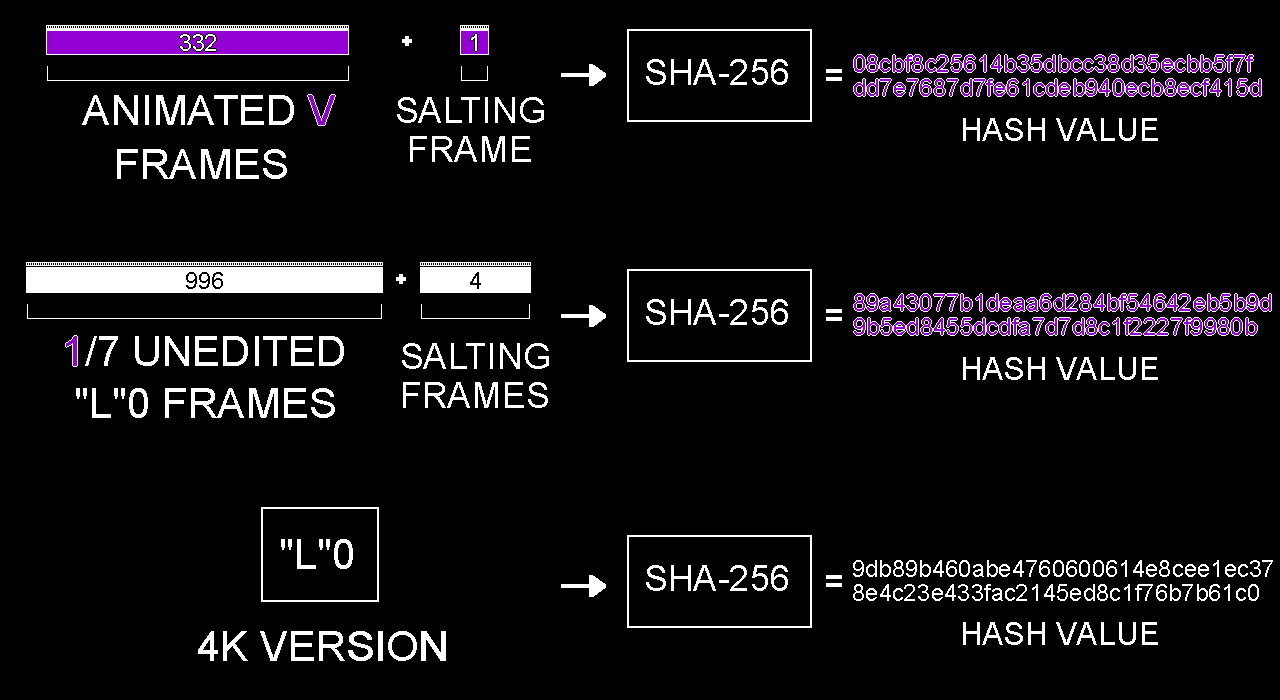 332 + 1
ANIMATED V
FRAMES
SALTING
FRAME
SHA-256
=
08cbf8c25614b35dbcc38d35ecbb5f7f
dd7e7687d7fe61cdeb940ecb8ecf415d
HASH VALUE
996 + 4
1/7 UNEDITED
"L"0 FRAMES
SALTING
FRAMES
SHA-256
=
89a43077b1deaa6d284bf54642eb5b9d
9b5ed8455dcdfa7d7d8c1f2227f9980b
HASH VALUE
"L"0
4K VERSION
SHA-256
=
9db89b460abe4760600614e8cee1ec37
8e4c23e433fac2145ed8c1f76b7b61c0
HASH VALUE